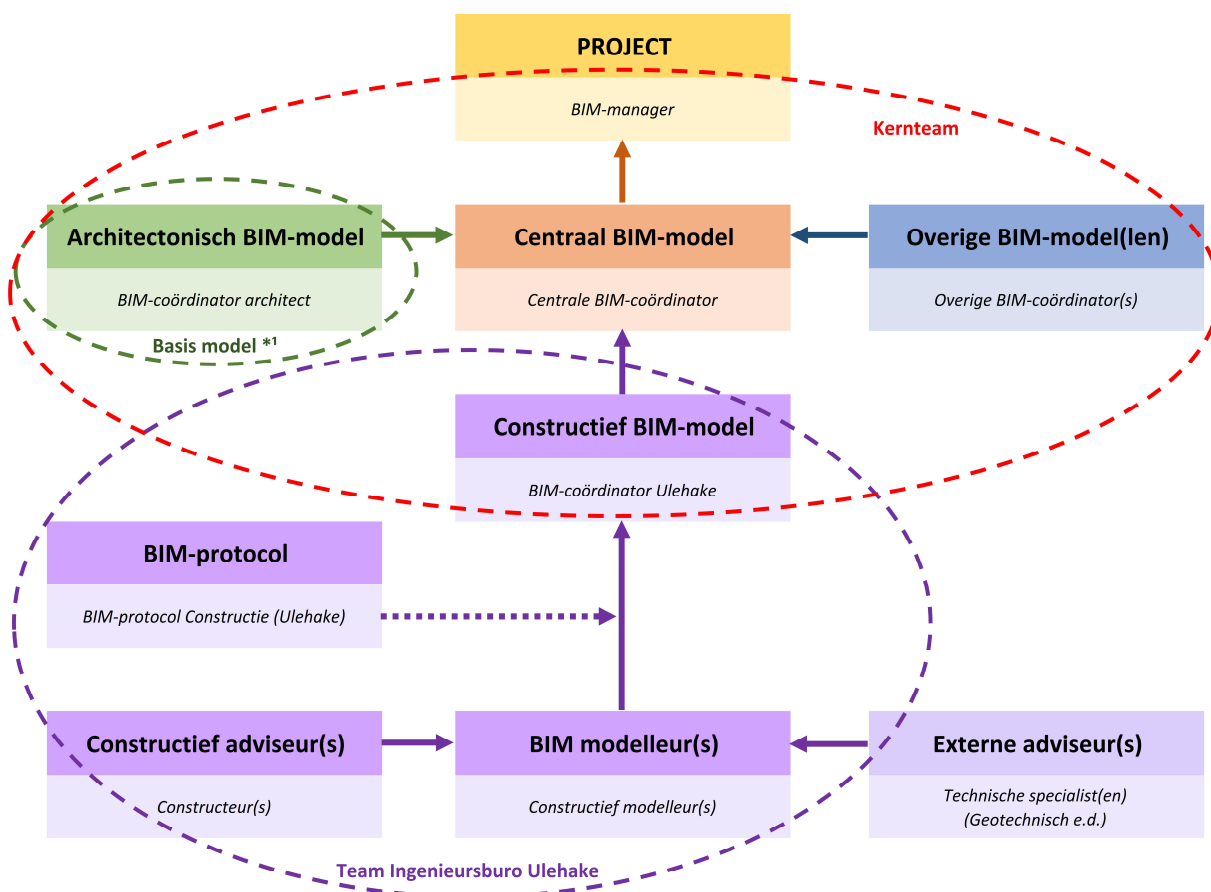 PROJECT
BIM-manager
Kernteam
Architectonisch BIM-model
BIM-coördinator architect
Basis model *¹
Centraal BIM-model
Centrale BIM-coördinator
Overige BIM-model(len)
Overige BIM-coördinator(s)
Constructief BIM-model
BIM-coördinator Ulehake
BIM-protocol
BIM-protocol Constructie (Ulehake)
Constructief adviseur(s)
Constructeur(s)
BIM modelleur(s)
Constructief modelleur(s)
Externe adviseur(s)
Technische specialist(en)
(Geotechnisch e.d.)
Team Ingenieursburo Ulehake